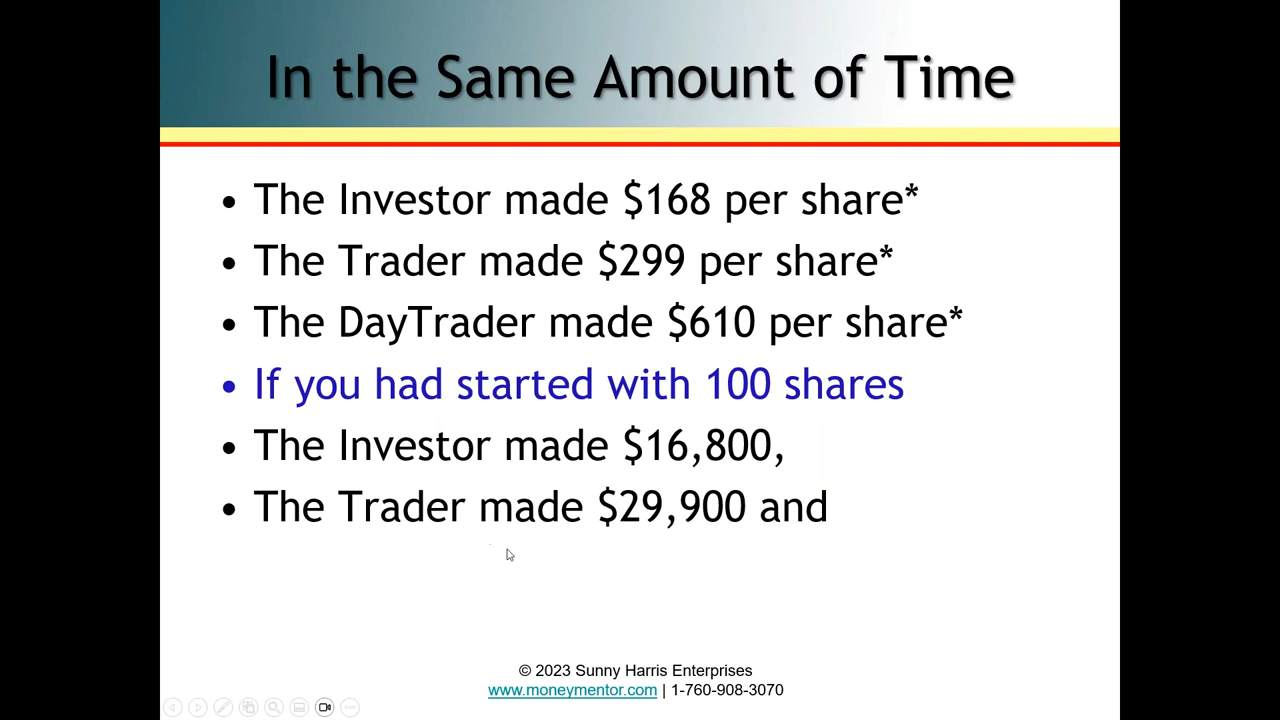 In the Same Amount of Time
• The Investor made $168 per share*
• The Trader made $299 per share*
• The DayTrader made $610 per share*
• If you had started with 100 shares
• The Investor made $16,800,
• The Trader made $29,900 and
© 2023 Sunny Harris Enterprises
www.moneymentor.com | 1-760-908-3070